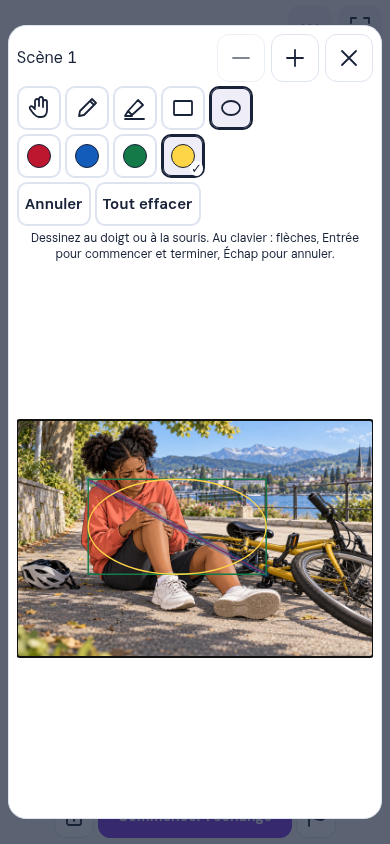 Scène 1
Annuler
Tout effacer
Dessinez au doigt ou à la souris. Au clavier : flèches, Entrée
pour commencer et terminer, Échap pour annuler.